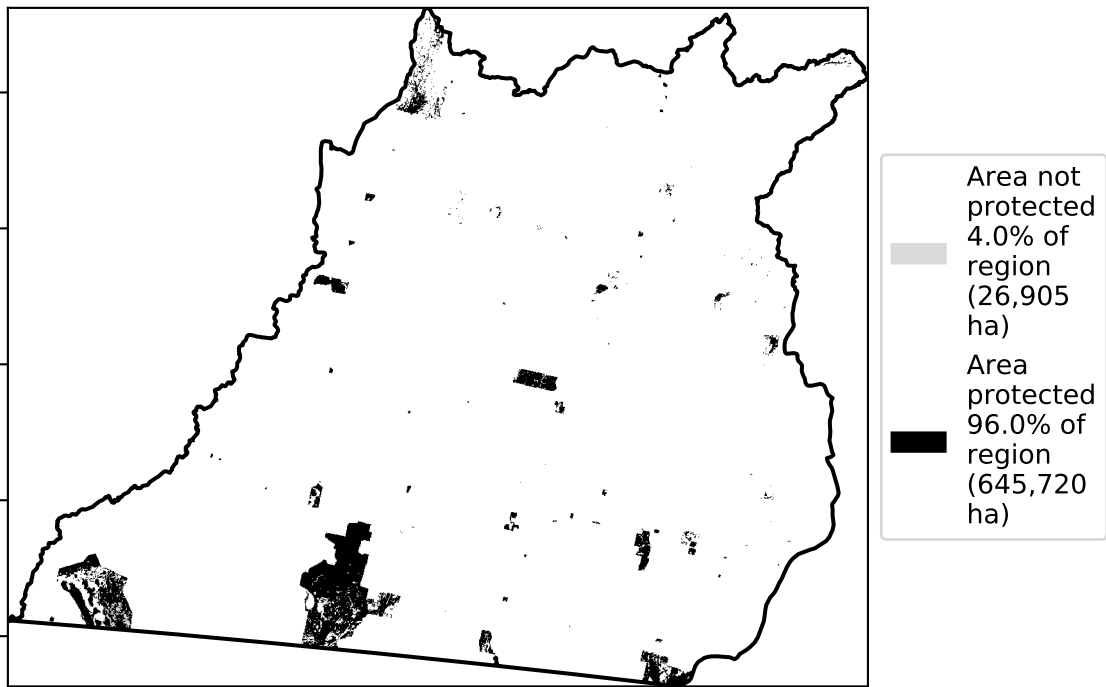 Area not
protected
4.0% of
region
(26,905
ha)
Area
protected
96.0% of
region
(645,720
ha)